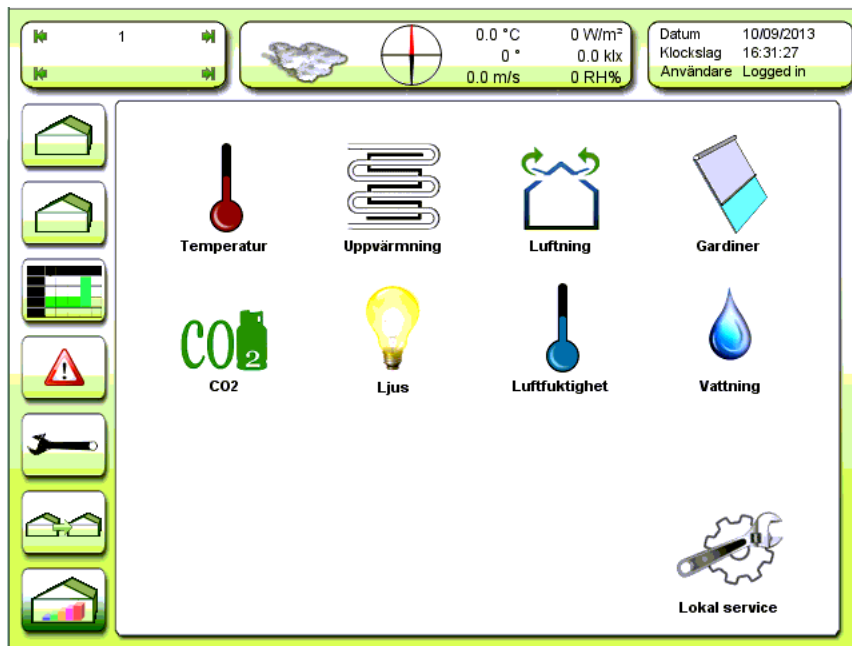 1
0.0 °C 0 W/m²
0 ° 0.0 klx
0.0 m/s 0 RH%
Datum 10/09/2013
Klockslag 16:31:27
Användare Logged in
Temperatur Uppvärmning Luftning Gardiner
CO2
CO2 Ljus Luftfuktighet Vattning
Lokal service